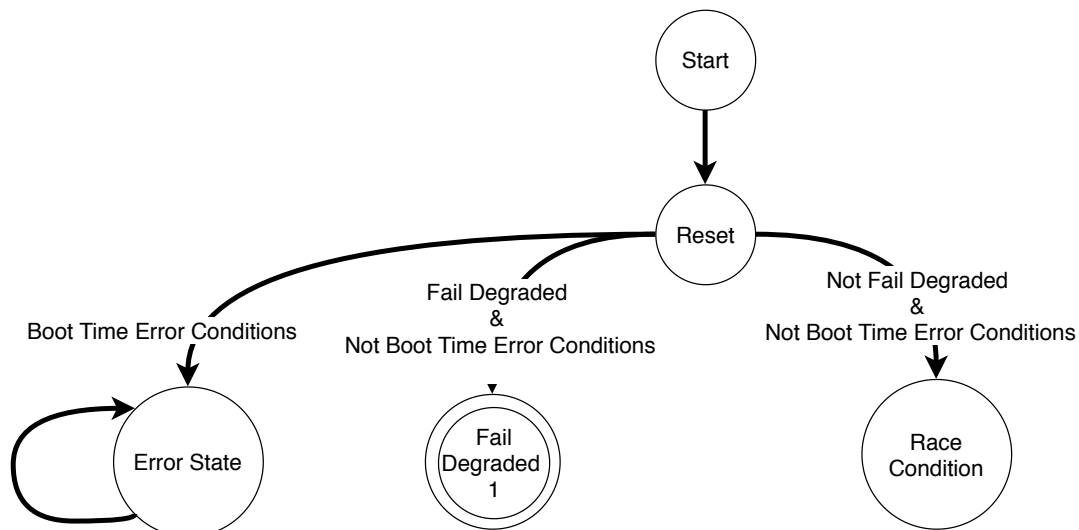 Start
Reset
Boot Time Error Conditions
Fail Degraded
&
Not Boot Time Error Conditions
Not Fail Degraded
&
Not Boot Time Error Conditions
Error State
Fail
Degraded
1
Race
Condition